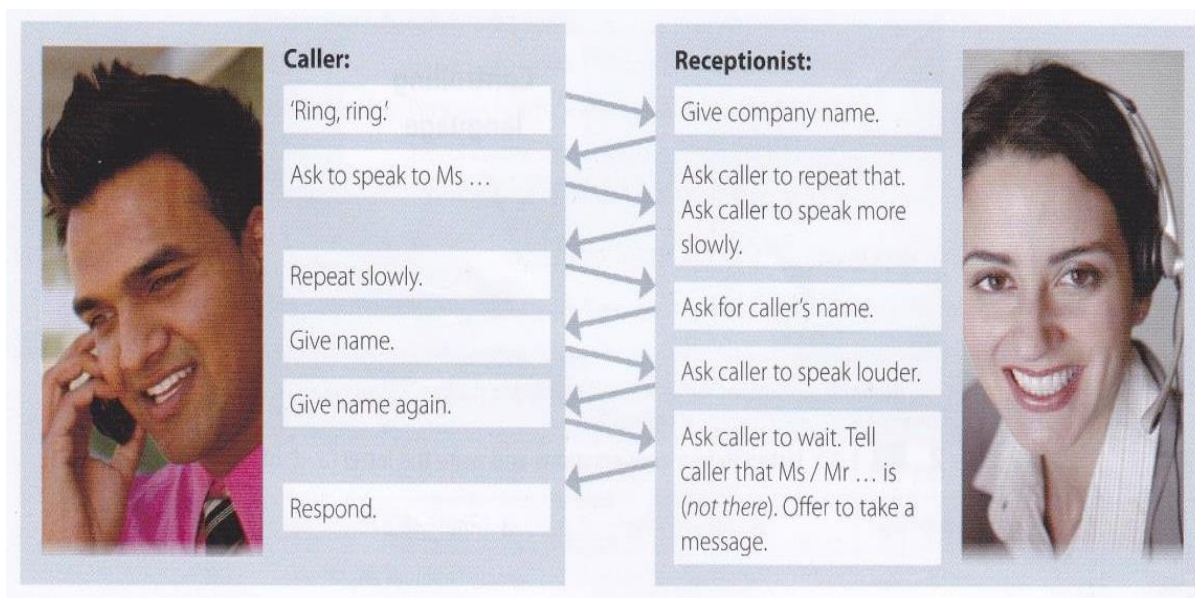 Caller:
'Ring, ring.'
Ask to speak to Ms …
Repeat slowly.
Give name.
Give name again.
Respond.
Receptionist:
Give company name.
Ask caller to repeat that.
Ask caller to speak more
slowly.
Ask for caller's name.
Ask caller to speak louder.
Ask caller to wait. Tell
caller that Ms / Mr … is
(not there). Offer to take a
message.